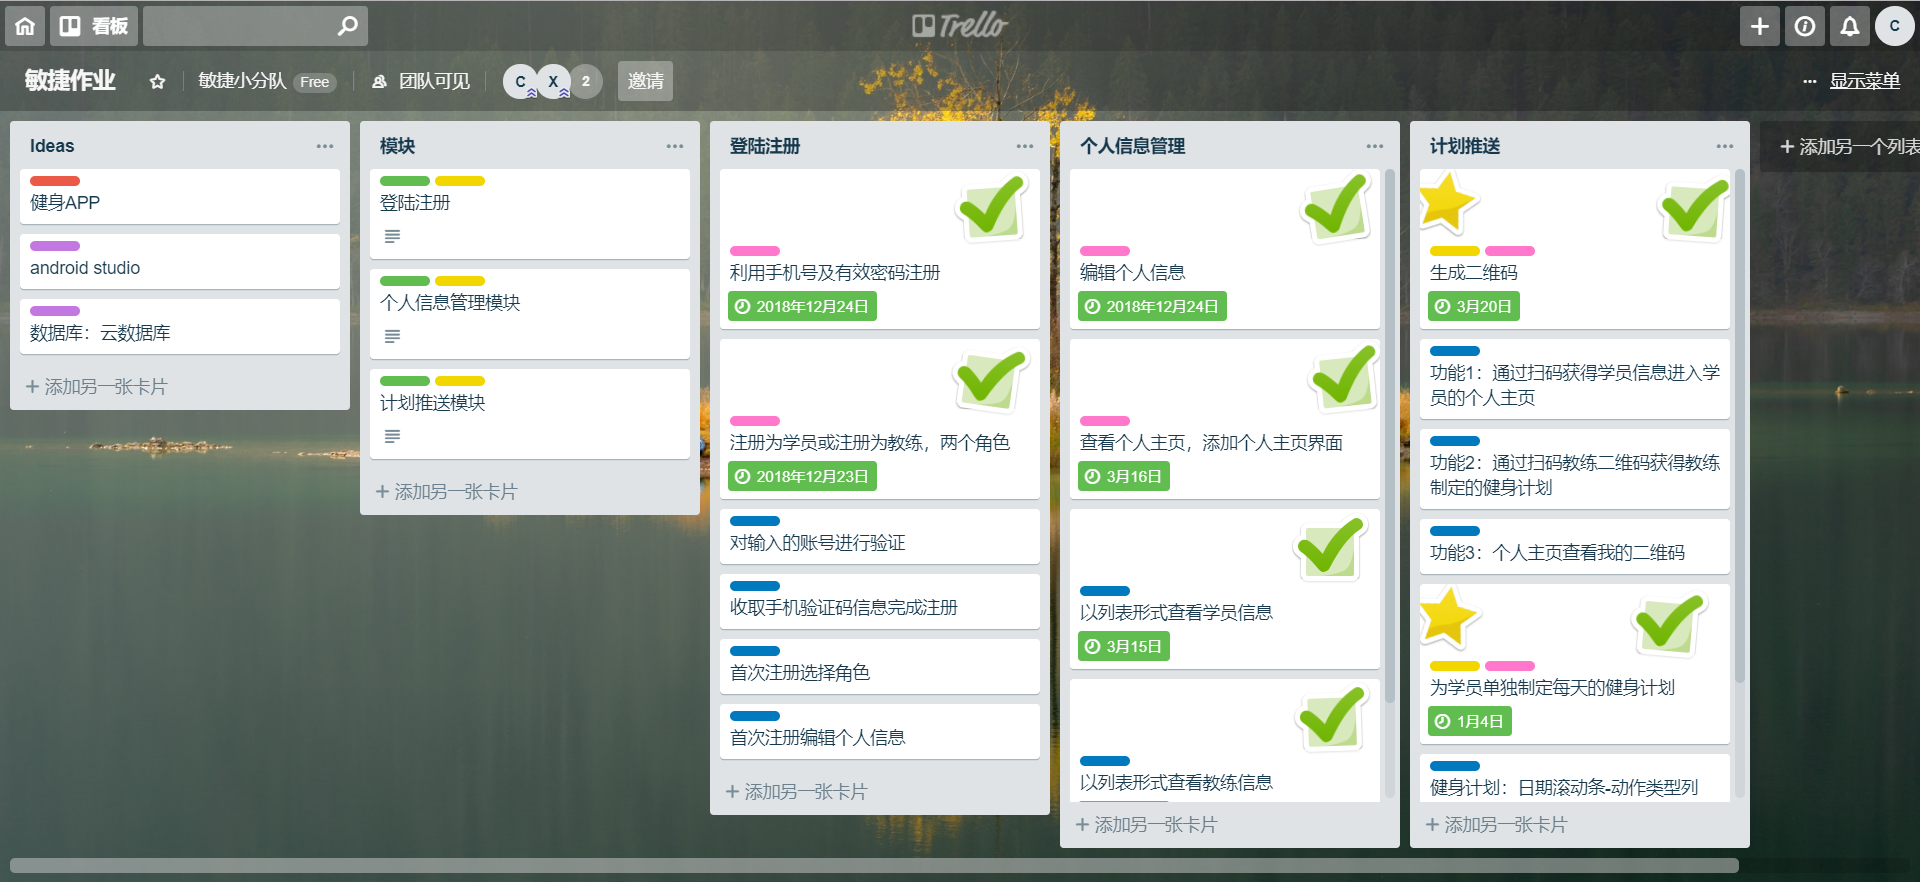 看板
Trello
C
敏捷作业
敏捷小分队 Free
团队可见
C X 2
邀请
··· 显示菜单
Ideas
健身APP
android studio
数据库：云数据库
+ 添加另一张卡片
模块
登陆注册
个人信息管理模块
计划推送模块
+ 添加另一张卡片
登陆注册
利用手机号及有效密码注册
2018年12月24日
注册为学员或注册为教练，两个角色
2018年12月23日
对输入的账号进行验证
收取手机验证码信息完成注册
首次注册选择角色
首次注册编辑个人信息
+ 添加另一张卡片
个人信息管理
编辑个人信息
2018年12月24日
查看个人主页，添加个人主页界面
3月16日
以列表形式查看学员信息
3月15日
以列表形式查看教练信息
+ 添加另一张卡片
计划推送
生成二维码
3月20日
功能1：通过扫码获得学员信息进入学
员的个人主页
功能2：通过扫码教练二维码获得教练
制定的健身计划
功能3：个人主页查看我的二维码
为学员单独制定每天的健身计划
1月4日
健身计划：日期滚动条-动作类型列
+ 添加另一张卡片
+ 添加另一个列表